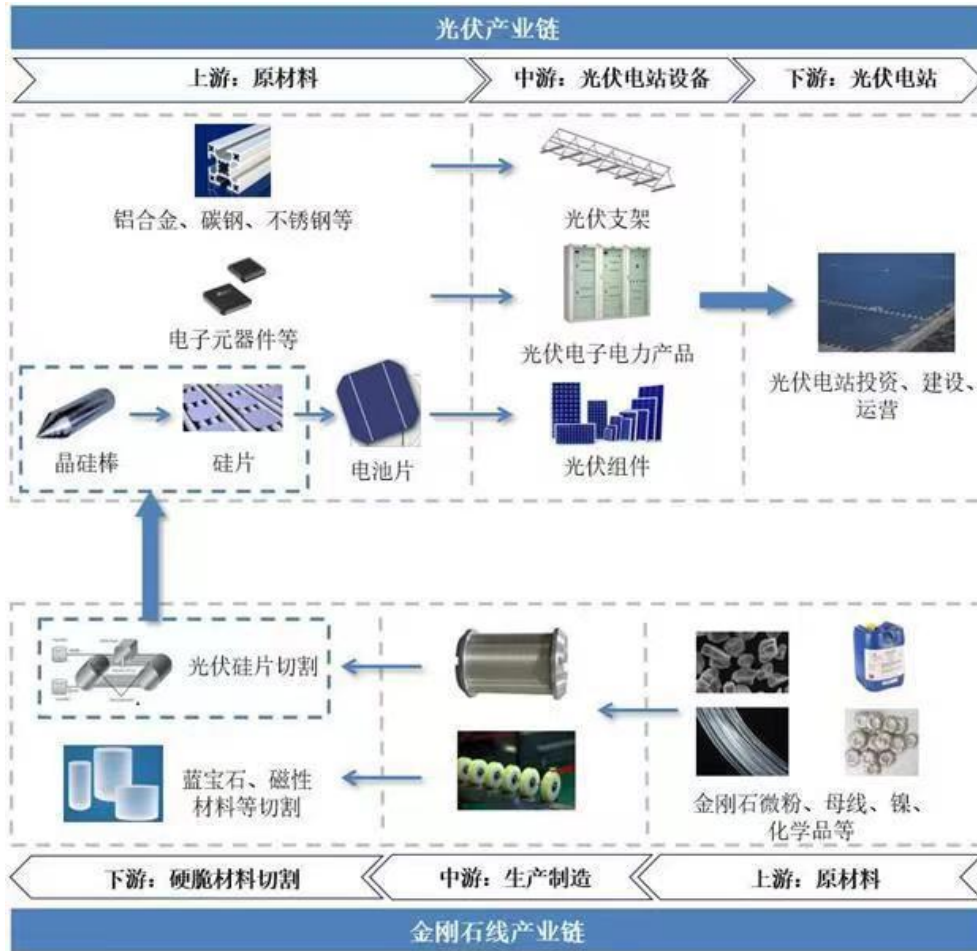 光伏产业链
上游：原材料
中游：光伏电站设备
下游：光伏电站
铝合金、碳钢、不锈钢等
光伏支架
电子元器件等
光伏电子电力产品
光伏电站投资、建设、
运营
晶硅棒
硅片
电池片
光伏组件
光伏硅片切割
蓝宝石、磁性
材料等切割
金刚石微粉、母线、镍、
化学品等
下游：硬脆材料切割
中游：生产制造
上游：原材料
金刚石线产业链